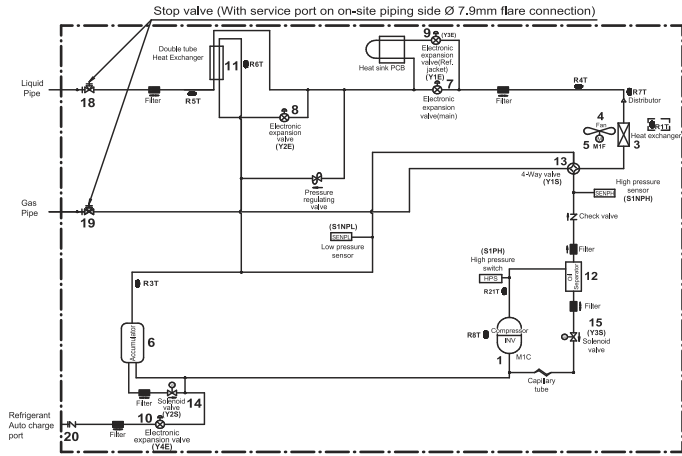 Stop valve (With service port on on-site piping side Ø 7.9mm flare connection)
Liquid
Pipe
18
Filter
R5T
Double tube
Heat Exchanger
11
R6T
8
Electronic
expansion
valve
(Y2E)
9 (Y3E)
Electronic
expansion
valve(Ref.
jacket)
(Y1E)
Heat sink PCB
7
Electronic
expansion
valve(main)
Filter
R4T
R7T
Distributor
4
Fan
5 M1F
M
R1T
Heat exchanger
3
Pressure
regulating
valve
13
4-Way valve
(Y1S)
High pressure
sensor
(S1NPH)
SENPH
Gas
Pipe
19
(S1NPL)
SENPL
Low pressure
sensor
Check valve
Filter
(S1PH)
High pressure
switch
HPS
R21T
Oil
Separator
12
Filter
R3T
Accumulator
6
R8T
Compressor
INV
M1C
1
15
(Y3S)
Solenoid
valve
Capillary
tube
Filter
Solenoid
valve
(Y2S)
14
Refrigerant
Auto charge
port
20
Filter
10
Electronic
expansion valve
(Y4E)